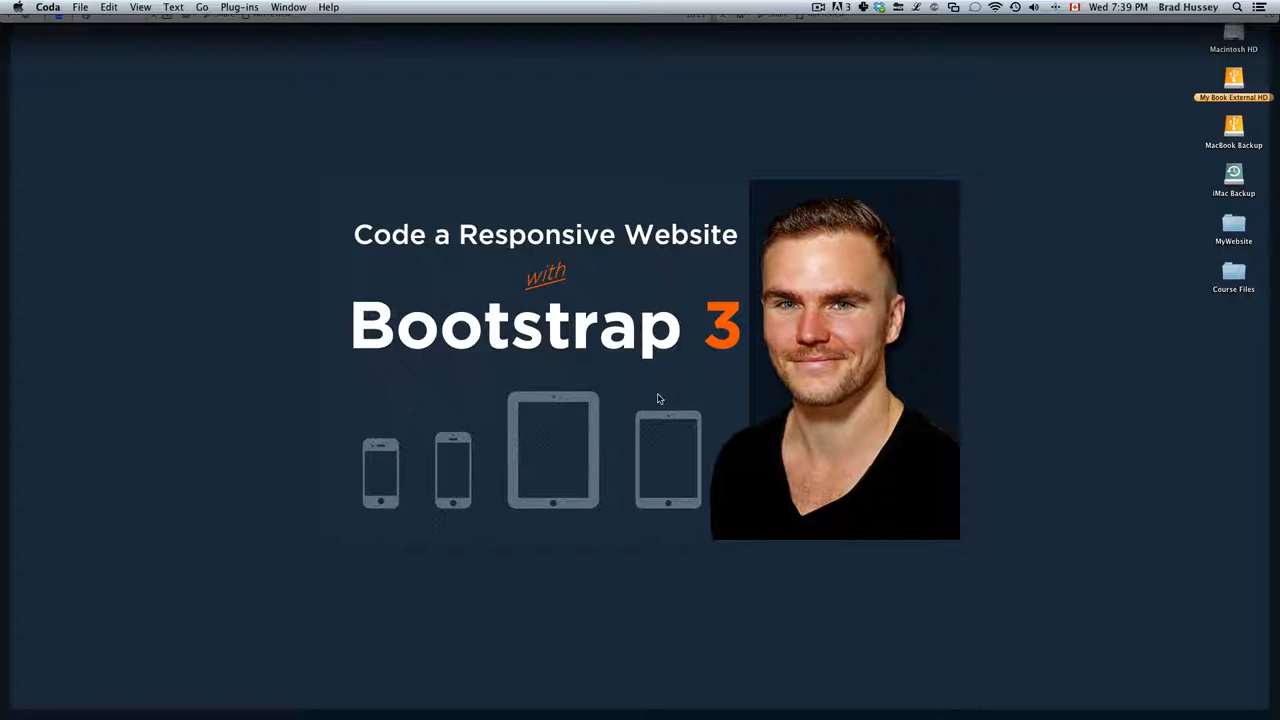 Coda File Edit View Text Go Plug-ins Window Help
3 Wed 7:39 PM Brad Hussey
Macintosh HD
My Book External HD
MacBook Backup
iMac Backup
MyWebsite
Course Files
Code a Responsive Website
with
Bootstrap 3